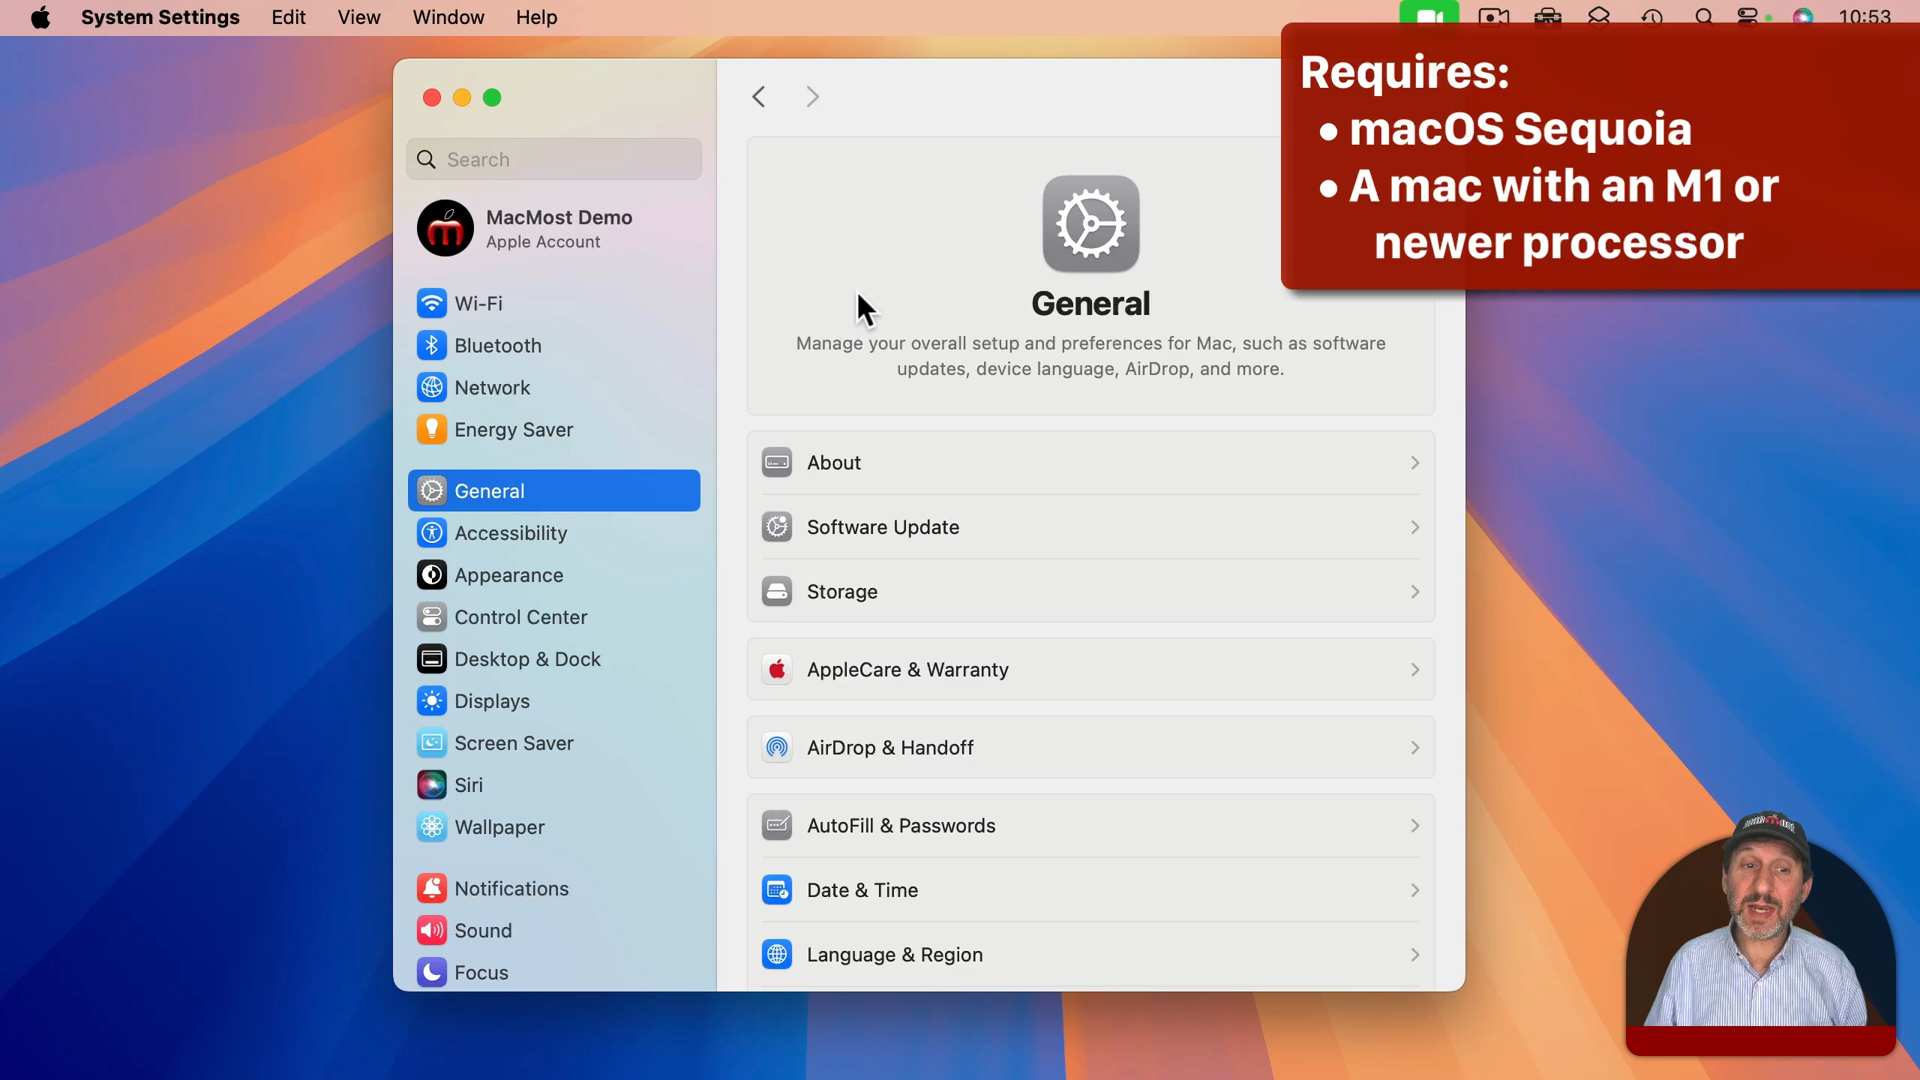 System Settings Edit View Window Help
10:53
Requires:
• macOS Sequoia
• A mac with an M1 or
newer processor
Search
MacMost Demo
Apple Account
Wi-Fi
Bluetooth
Network
Energy Saver
General
Accessibility
Appearance
Control Center
Desktop & Dock
Displays
Screen Saver
Siri
Wallpaper
Notifications
Sound
Focus
General
Manage your overall setup and preferences for Mac, such as software
updates, device language, AirDrop, and more.
About
Software Update
Storage
AppleCare & Warranty
AirDrop & Handoff
AutoFill & Passwords
Date & Time
Language & Region